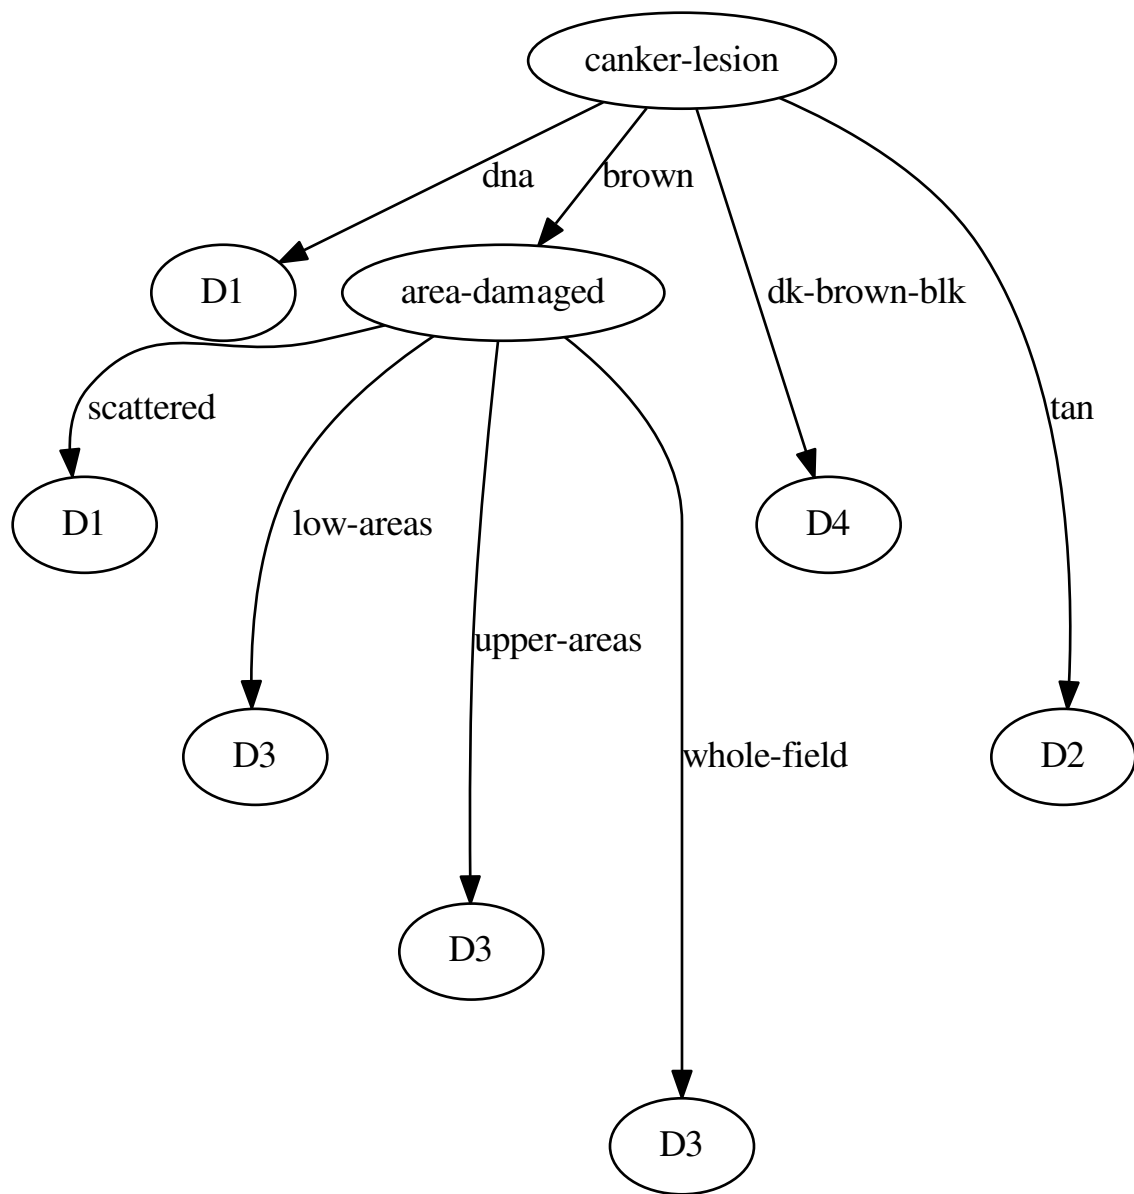 canker-lesion
dna
brown
D1
area-damaged
dk-brown-blk
scattered
tan
D1
low-areas
D4
upper-areas
D3
whole-field
D2
D3
D3